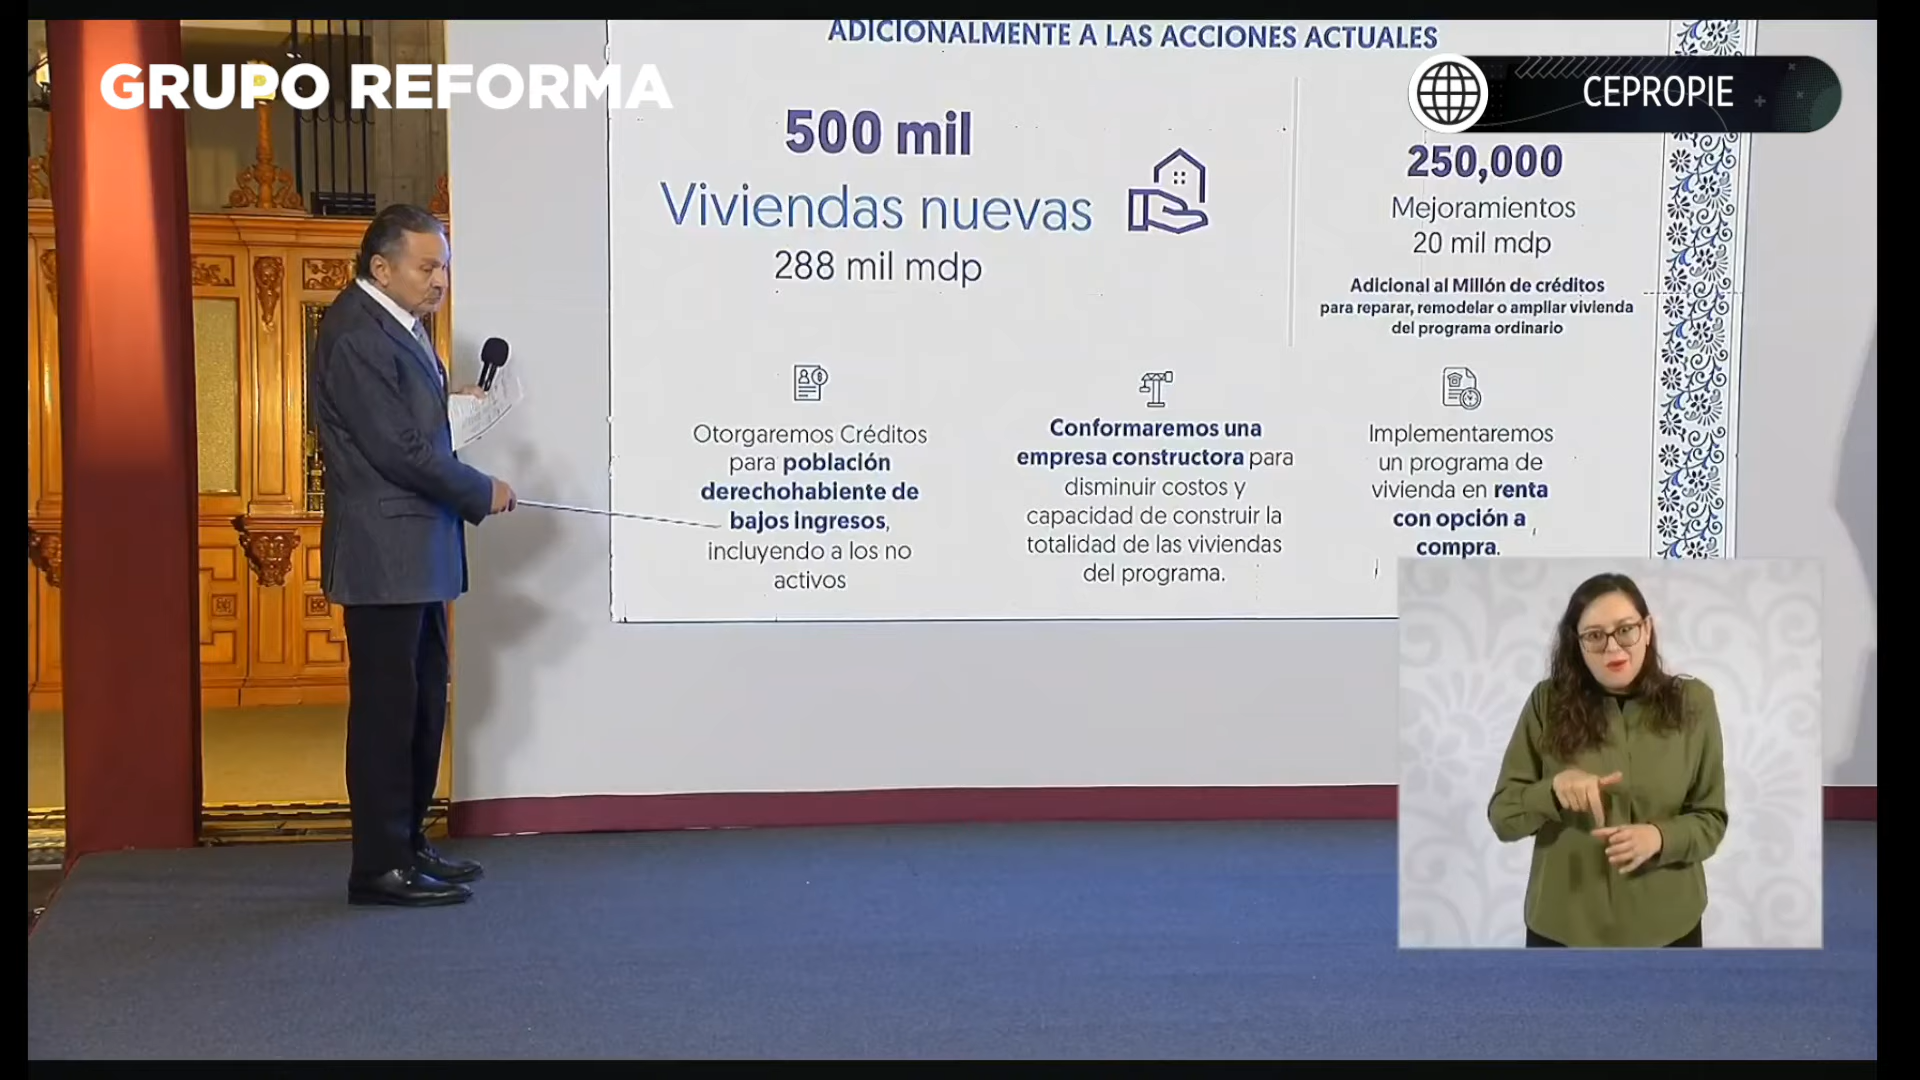 ADICIONALMENTE A LAS ACCIONES ACTUALES
GRUPO REFORMA
CEPROPIE
500 mil
Viviendas nuevas
288 mil mdp
250,000
Mejoramientos
20 mil mdp
Adicional al Millón de créditos
para reparar, remodelar o ampliar vivienda
del programa ordinario
Otorgaremos Créditos
para población
derechohabiente de
bajos ingresos,
incluyendo a los no
activos
Conformaremos una
empresa constructora para
disminuir costos y
capacidad de construir la
totalidad de las viviendas
del programa.
Implementaremos
un programa de
vivienda en renta
con opción a
compra.